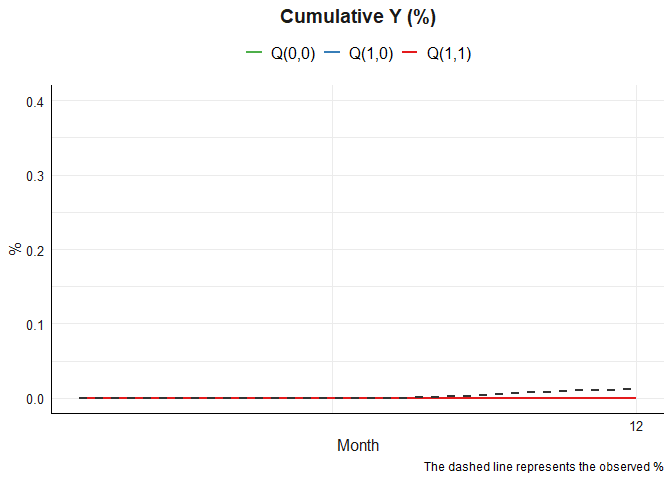 Cumulative Y (%)
Q(0,0) Q(1,0) Q(1,1)
0.4
0.3
0.2
0.1
0.0
%
12
Month
The dashed line represents the observed %